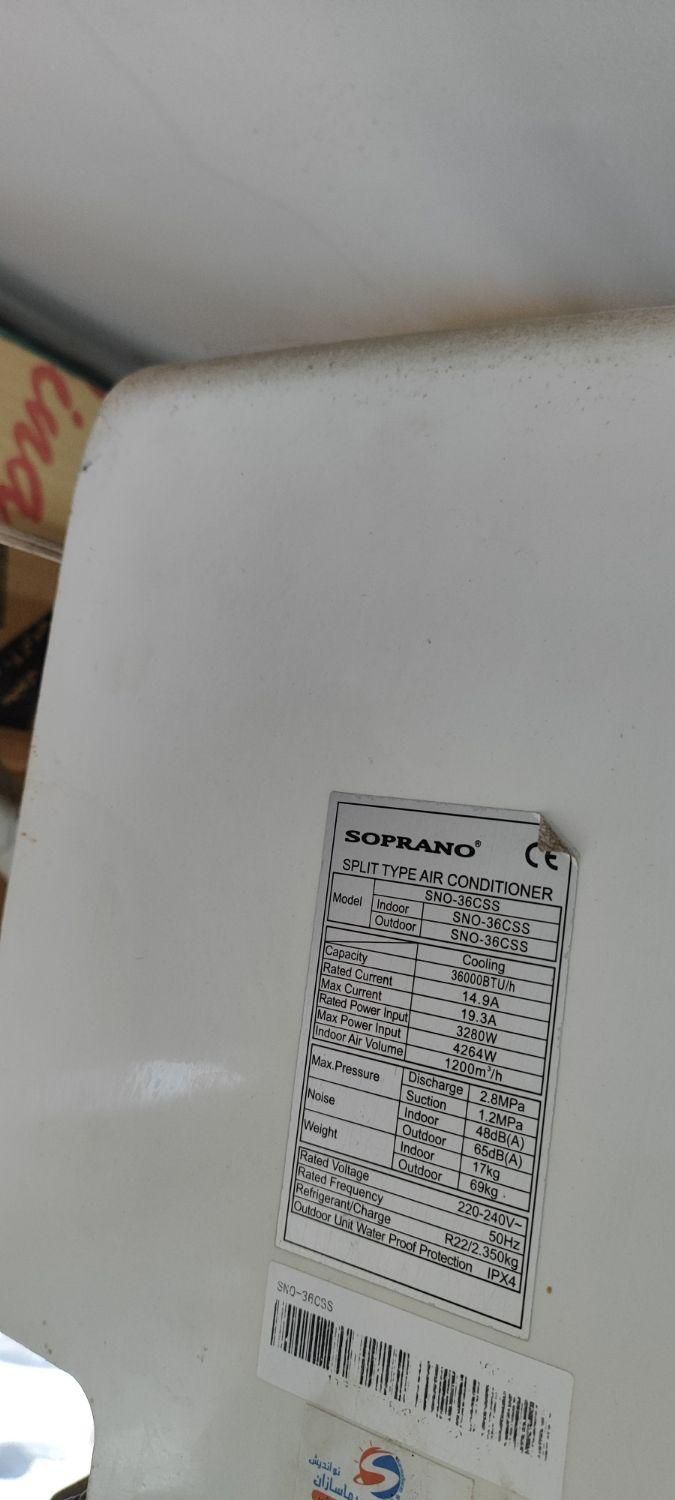 ina
SOPRANO® CE
SPLIT TYPE AIR CONDITIONER
Model SNO-36CSS
Indoor SNO-36CSS
Outdoor SNO-36CSS
Cooling
Capacity 36000BTU/h
Rated Current 14.9A
Max Current 19.3A
Rated Power Input 3280W
Max Power Input 4264W
Indoor Air Volume 1200m³/h
Max.Pressure Discharge 2.8MPa
Suction 1.2MPa
Noise Indoor 48dB(A)
Outdoor 65dB(A)
Weight Indoor 17kg
Outdoor 69kg
Rated Voltage 220-240V~
Rated Frequency 50Hz
Refrigerant/Charge R22/2.350kg
Outdoor Unit Water Proof Protection IPX4
SNO-36CSS
نواندیش